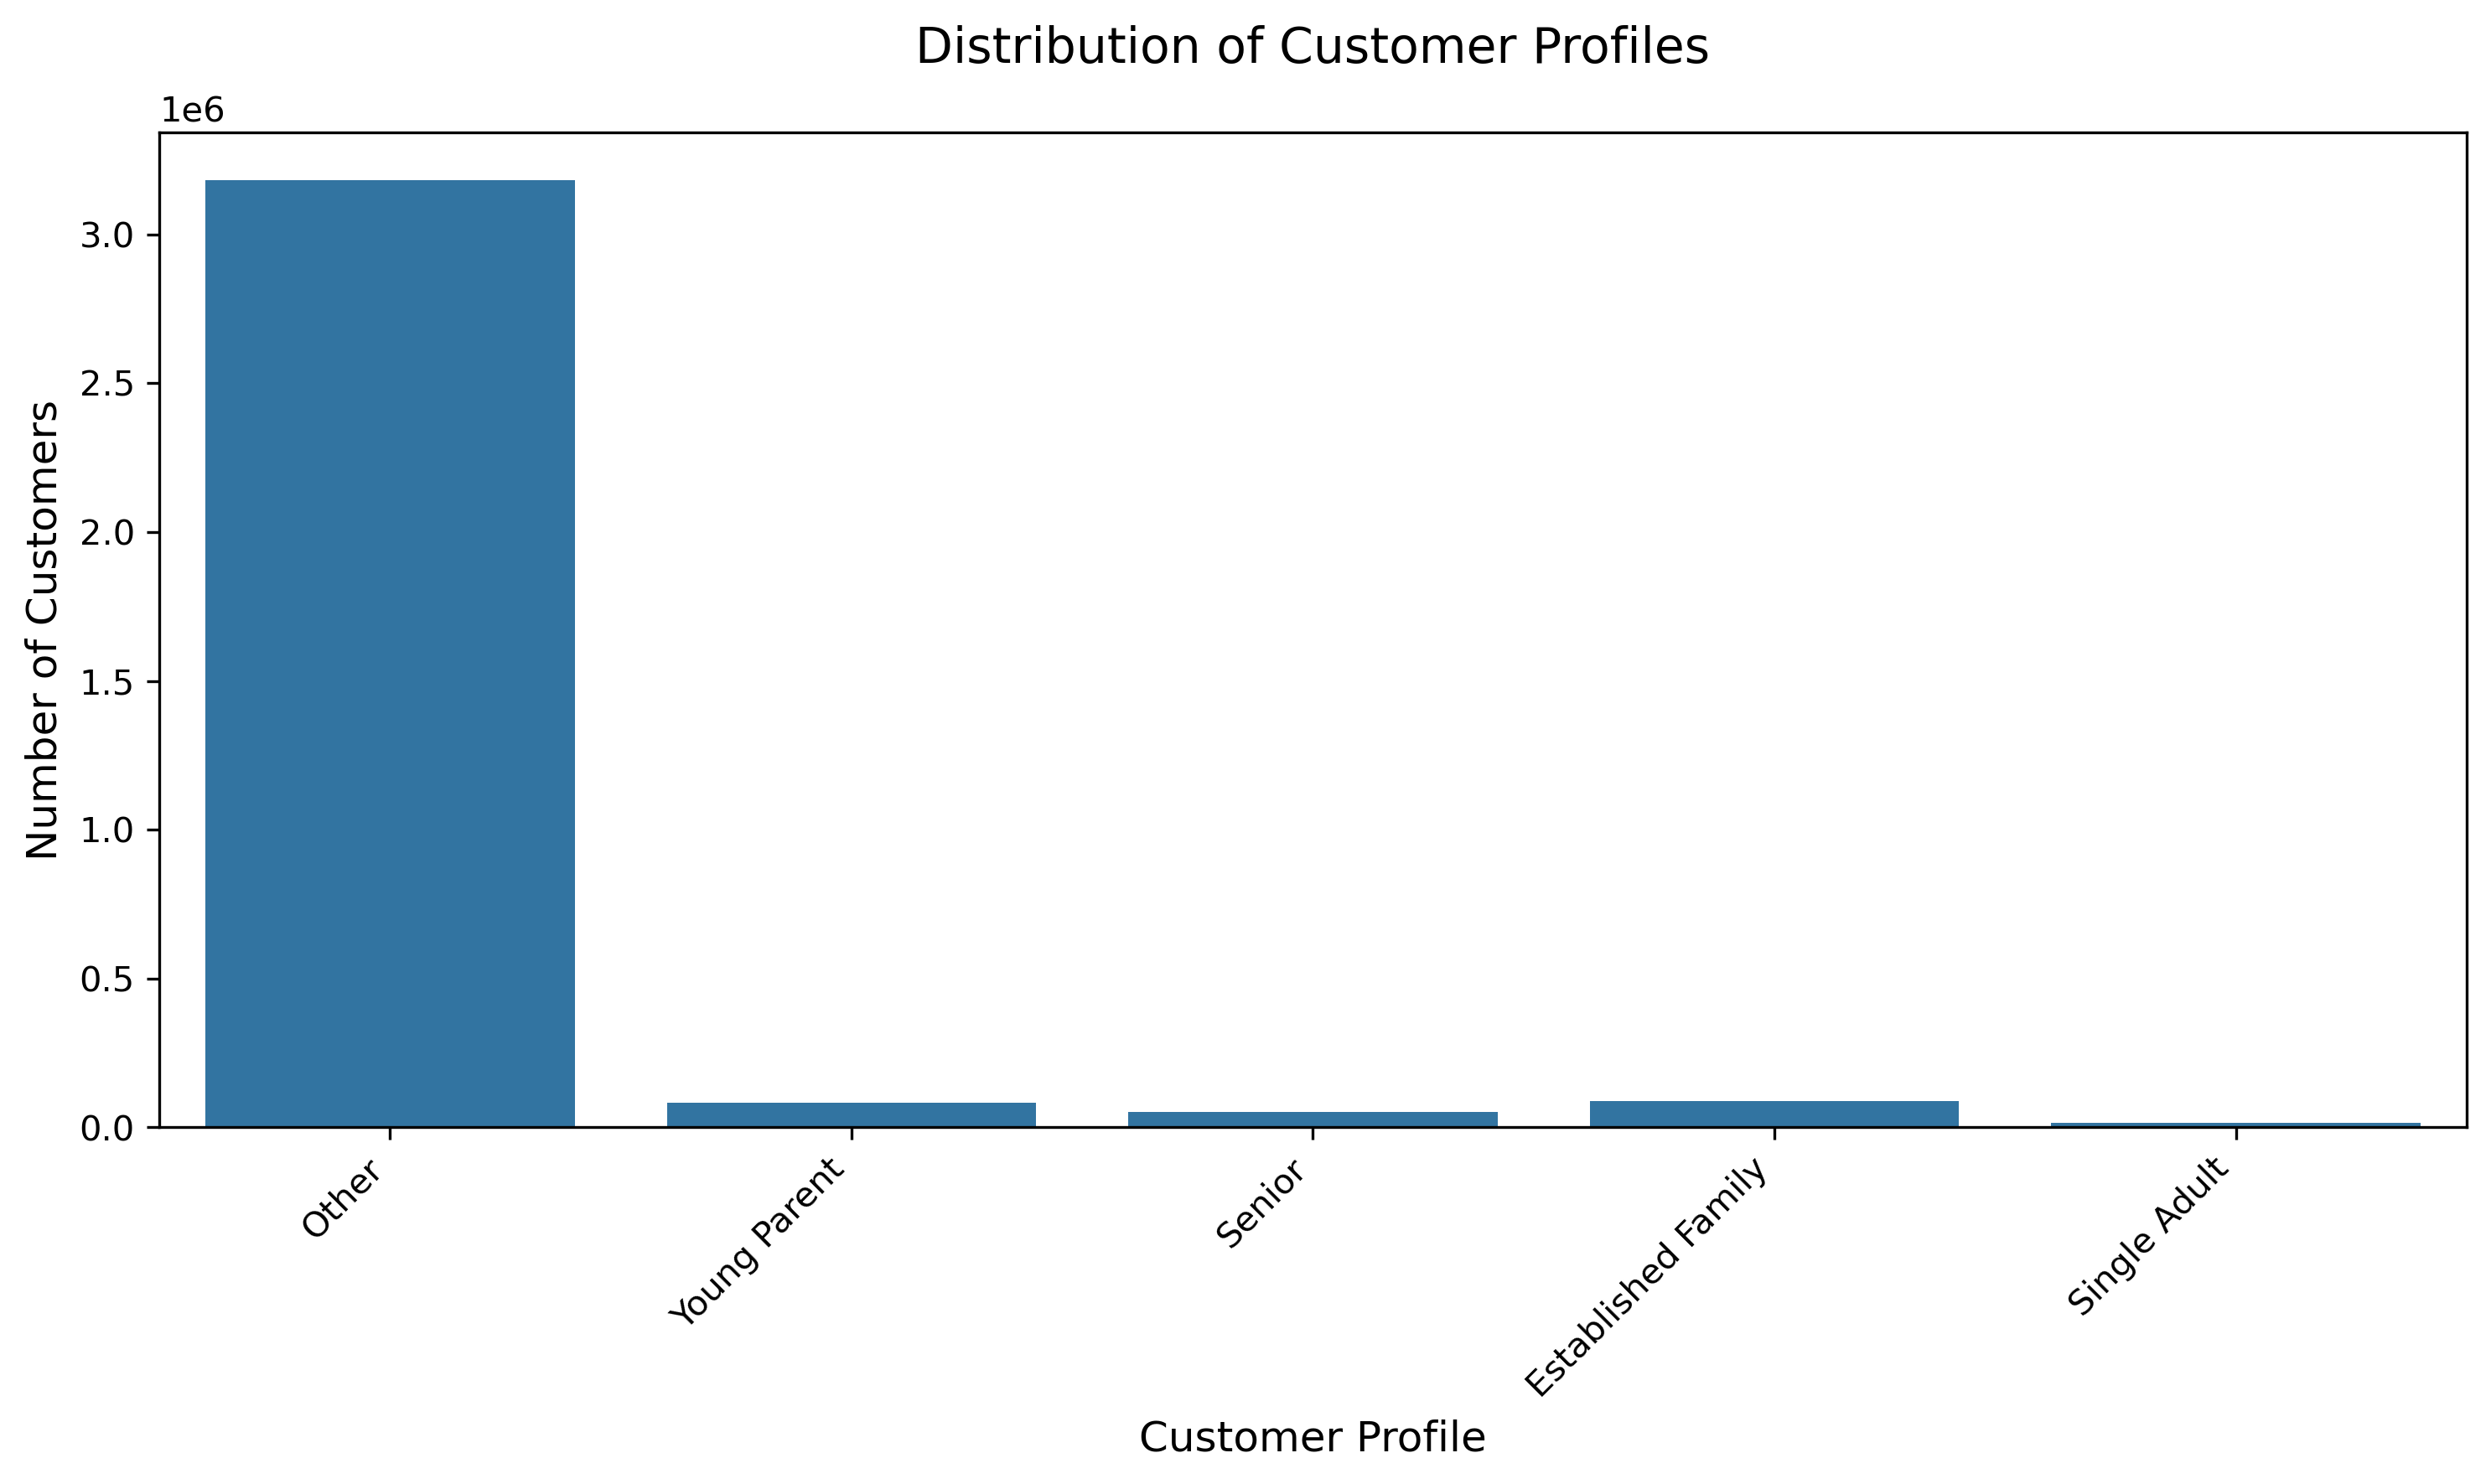 Distribution of Customer Profiles
1e6
3.0
2.5
2.0
1.5
1.0
0.5
0.0
Number of Customers
Other
Young Parent
Senior
Established Family
Single Adult
Customer Profile